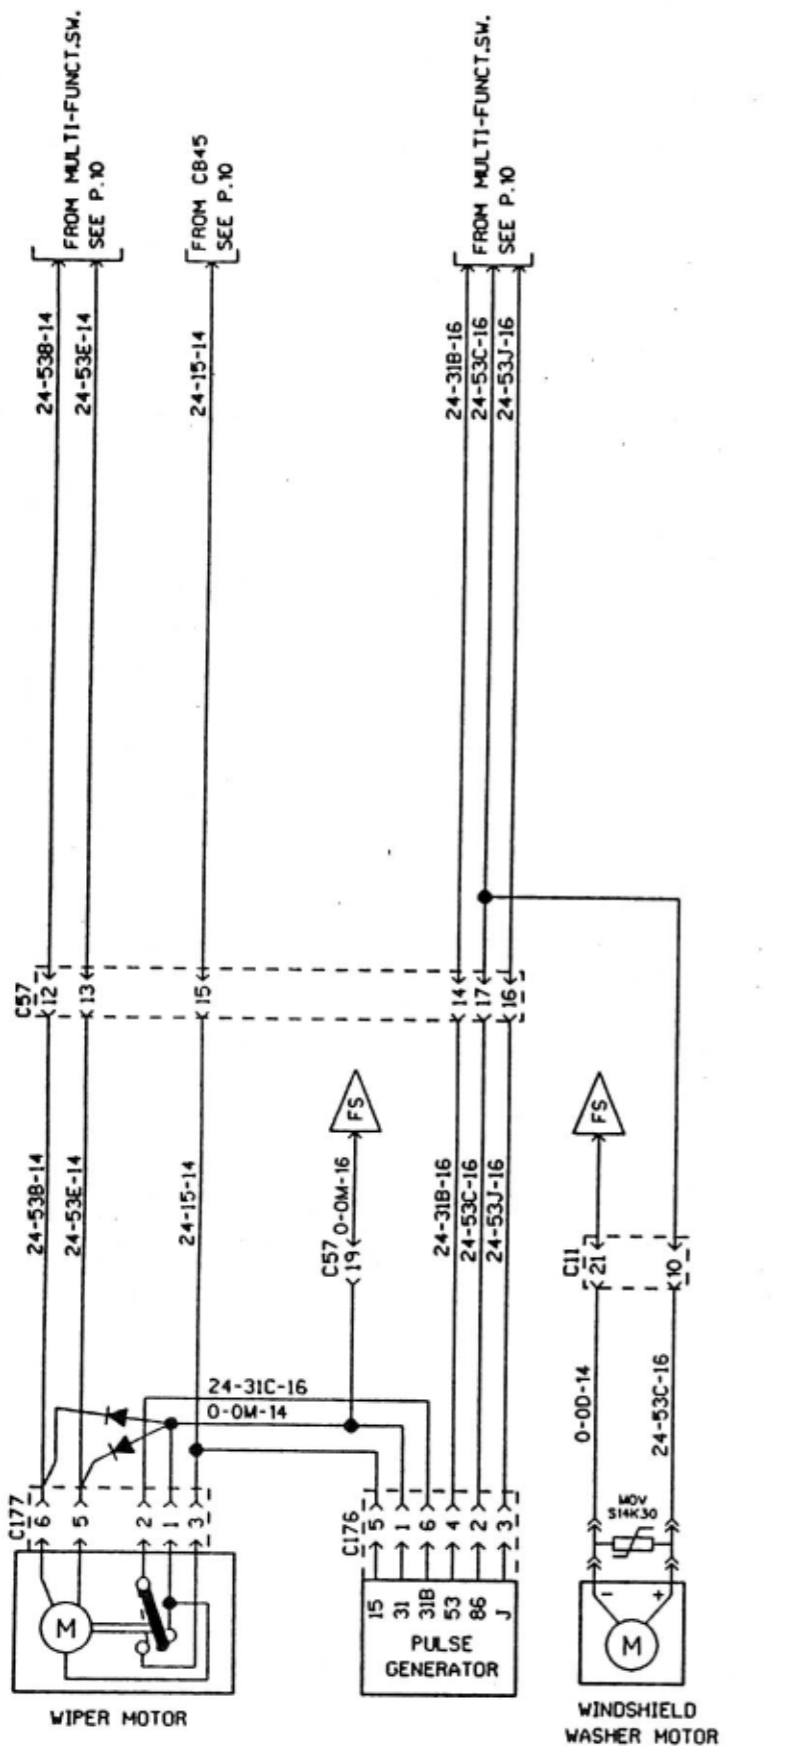 FROM MULTI-FUNCT.SW.
SEE P.10
FROM CB45
SEE P.10
FROM MULTI-FUNCT.SW.
SEE P.10
24-53B-14
24-53E-14
24-15-14
24-31B-16
24-53C-16
24-53J-16
C57
12
13
15
14
17
16
24-53B-14
24-53E-14
24-15-14
FS
0-0M-16
C57
19
24-31B-16
24-53C-16
24-53J-16
FS
C11
21
10
24-31C-16
0-0M-14
0-0D-14
24-53C-16
MOV
S14K30
C177
6
5
2
1
3
C176
5
1
6
4
2
3
15
31
31B
53
86
J
M
PULSE
GENERATOR
-
+
M
WIPER MOTOR
WINDSHIELD
WASHER MOTOR